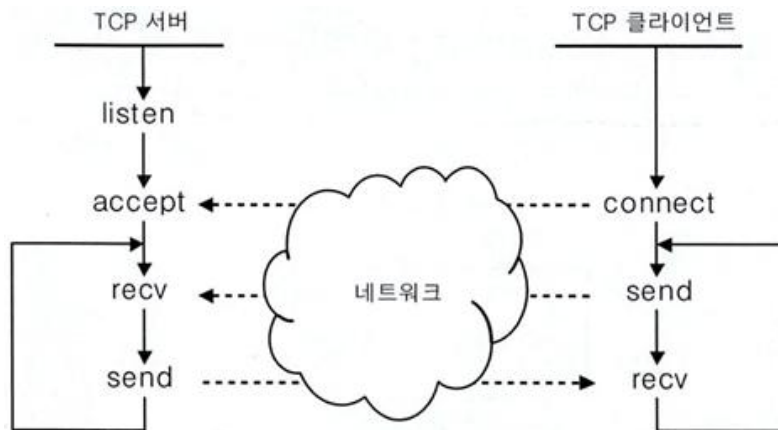 TCP 서버
TCP 클라이언트
listen
accept
connect
recv
네트워크
send
send
recv